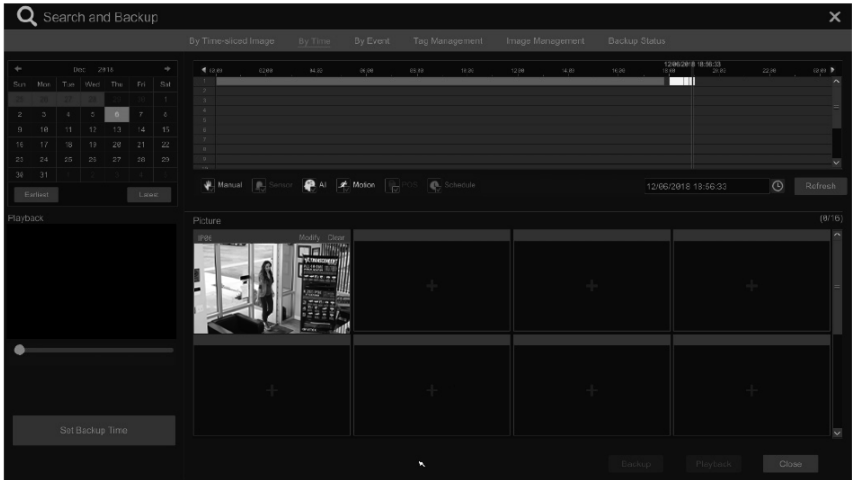 Search and Backup
By Time-sliced Image By Time By Event Tag Management Image Management Backup Status
Dec 2018
12/06/2018 18:56:33
Sun Mon Tue Wed Thu Fri Sat
2 3 4 5 6 7 8
9 10 11 12 13 14 15
16 17 18 19 20 21 22
23 24 25 26 27 28 29
30 31
Earliest Latest
Manual Sensor AI Motion POS Schedule
12/06/2018 18:56:33 Refresh
Playback
Picture
(0/16)
Modify Clear
Set Backup Time
Backup Playback Close